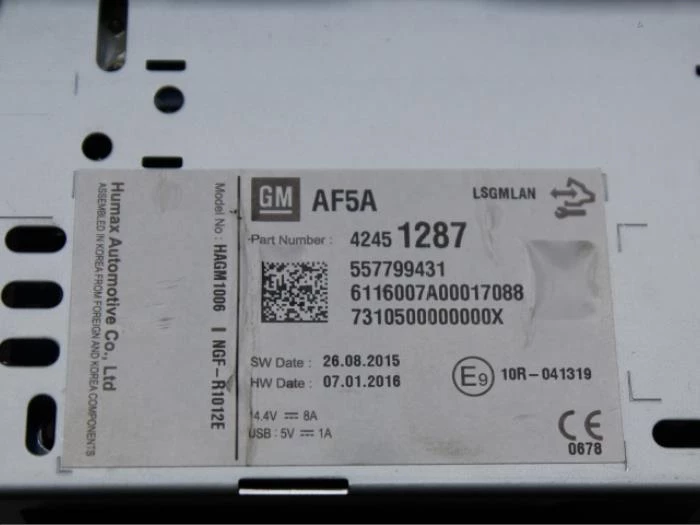 GM AF5A LSGMLAN
Part Number : 4245 1287
557799431
6116007A00017088
7310500000000X
SW Date : 26.08.2015
HW Date : 07.01.2016
E9 10R-041319
14.4V ⎓ 8A
USB : 5V ⎓ 1A
CE
0678
Model No : HAGM1006 I NGF-R1012E
Humax Automotive Co., Ltd
ASSEMBLED IN KOREA FROM FOREIGN AND KOREA COMPONENTS